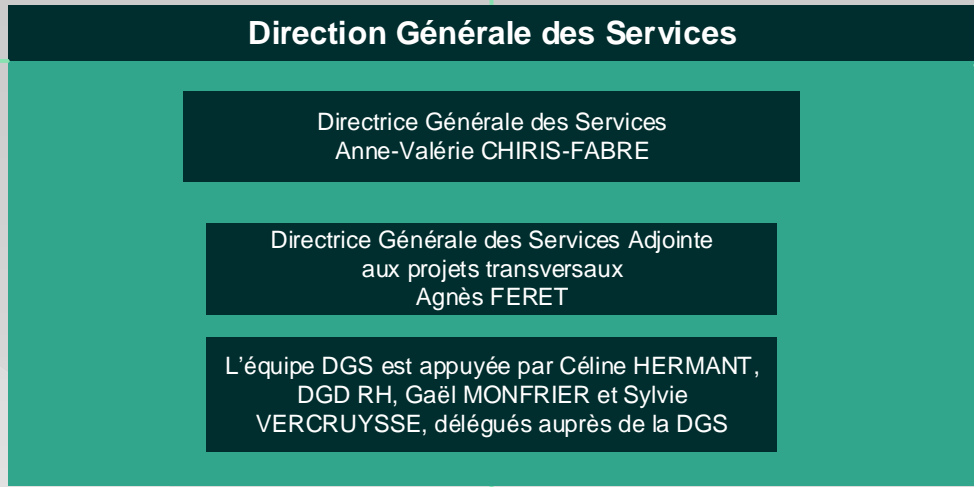 Direction Générale des Services
Directrice Générale des Services
Anne-Valérie CHIRIS-FABRE
Directrice Générale des Services Adjointe
aux projets transversaux
Agnès FERET
L'équipe DGS est appuyée par Céline HERMANT,
DGD RH, Gaël MONFRIER et Sylvie
VERCRUYSSE, délégués auprès de la DGS